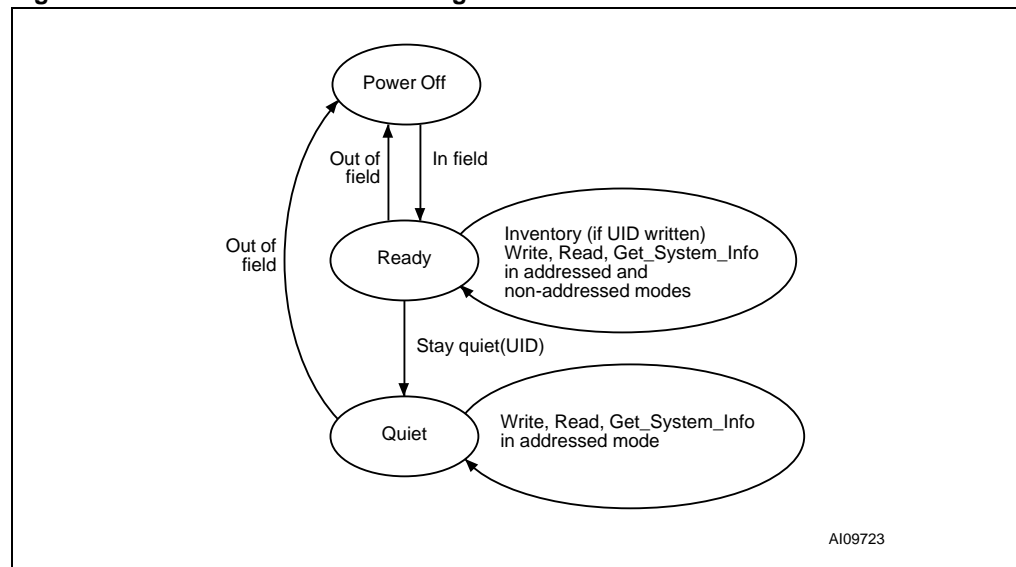 Power Off
Out of
field
In field
Out of
field
Ready
Inventory (if UID written)
Write, Read, Get_System_Info
in addressed and
non-addressed modes
Stay quiet(UID)
Quiet
Write, Read, Get_System_Info
in addressed mode
AI09723